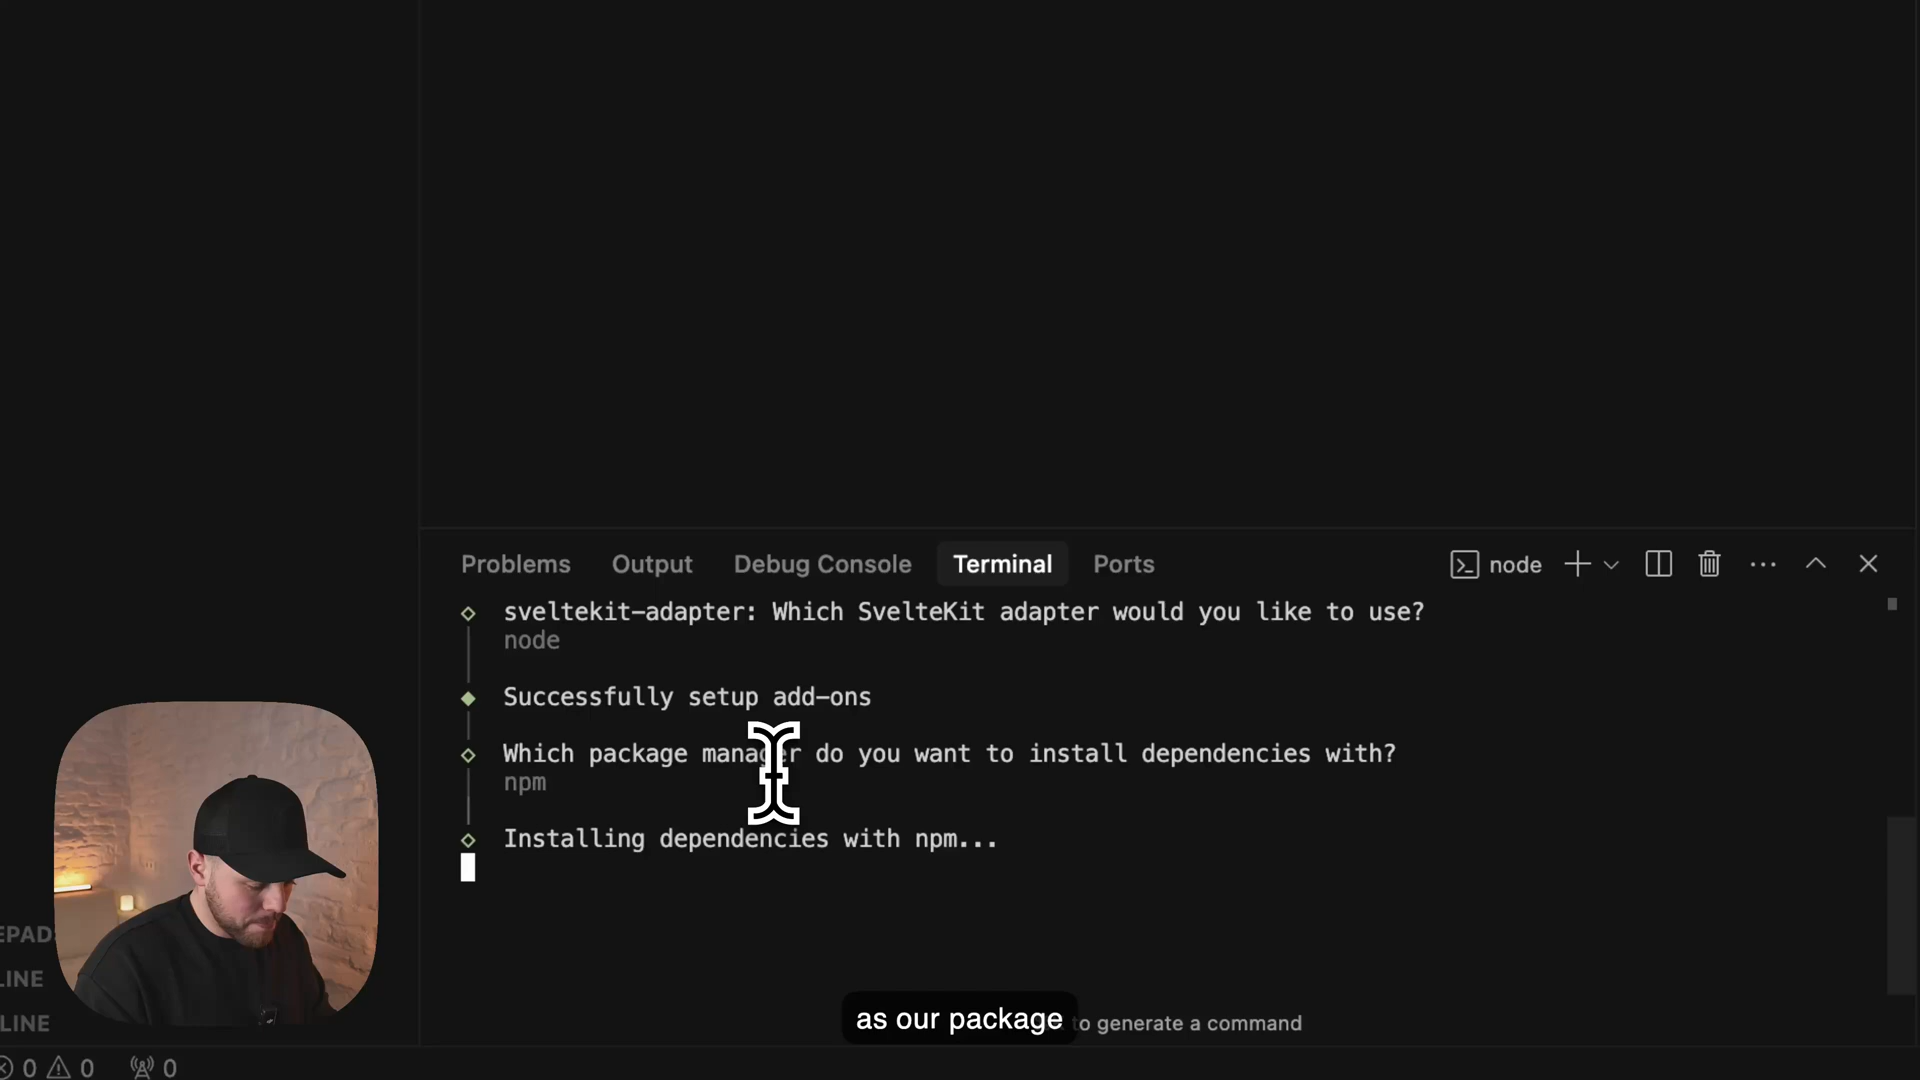 Problems Output Debug Console Terminal Ports node
sveltekit-adapter: Which SvelteKit adapter would you like to use?
node
Successfully setup add-ons
Which package manager do you want to install dependencies with?
npm
Installing dependencies with npm...
EPAD
LINE
LINE
as our package
to generate a command
0 0 0